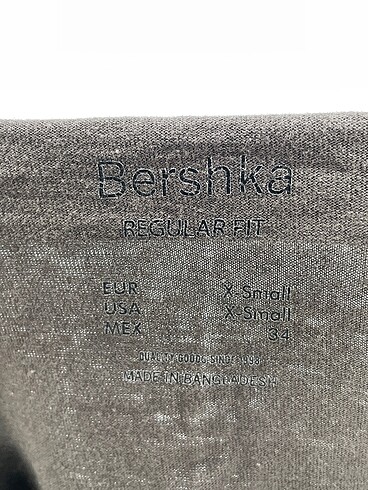 Bershka
REGULAR FIT
EUR X-Small
USA X-Small
MEX 34
QUALITY GOODS SINCE 1998
MADE IN BANGLADESH